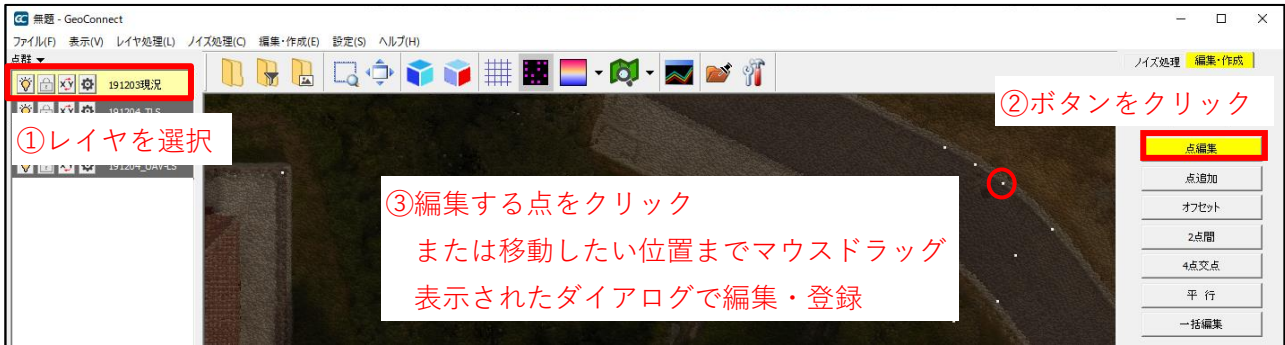 無題 - GeoConnect
ファイル(F) 表示(V) レイヤ処理(L) ノイズ処理(C) 編集・作成(E) 設定(S) ヘルプ(H)
点群
ノイズ処理 編集・作成
191203現況
②ボタンをクリック
①レイヤを選択
点編集
191204_UAV-LS
点追加
③編集する点をクリック
オフセット
または移動したい位置までマウスドラッグ
2点間
4点交点
表示されたダイアログで編集・登録
平 行
一括編集